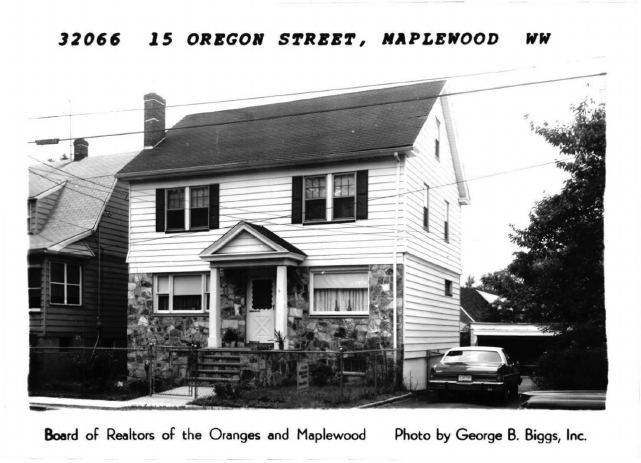 32066 15 OREGON STREET, MAPLEWOOD WW
Board of Realtors of the Oranges and Maplewood Photo by George B. Biggs, Inc.